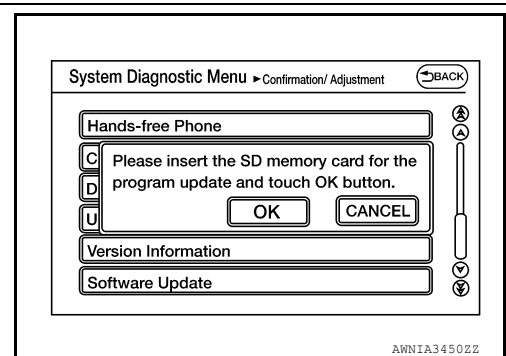 System Diagnostic Menu ►Confirmation/ Adjustment BACK
Hands-free Phone
C
Please insert the SD memory card for the
D
program update and touch OK button.
U
OK CANCEL
Version Information
Software Update
AWNIA3450ZZ